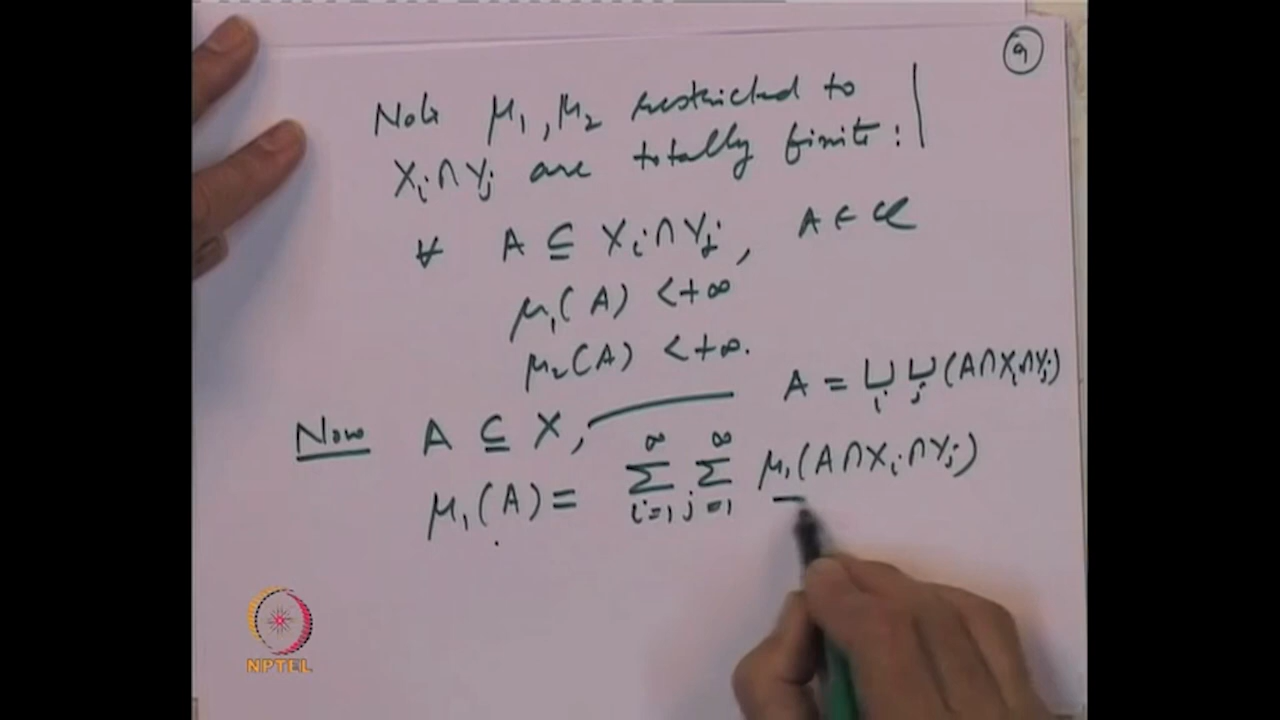 9
Note μ₁, μ₂ restricted to
Xᵢ ∩ Yⱼ are totally finite :
∀ A ⊆ Xᵢ ∩ Yⱼ, A ∈ 𝒜
μ₁(A) < +∞
μ₂(A) < +∞.
A = ⊔ᵢ ⊔ⱼ (A∩Xᵢ∩Yⱼ)
Now A ⊆ X,
μ₁(A) = ∑_{i=1}^{∞} ∑_{j=1}^{∞} μ₁(A∩Xᵢ∩Yⱼ)
NPTEL